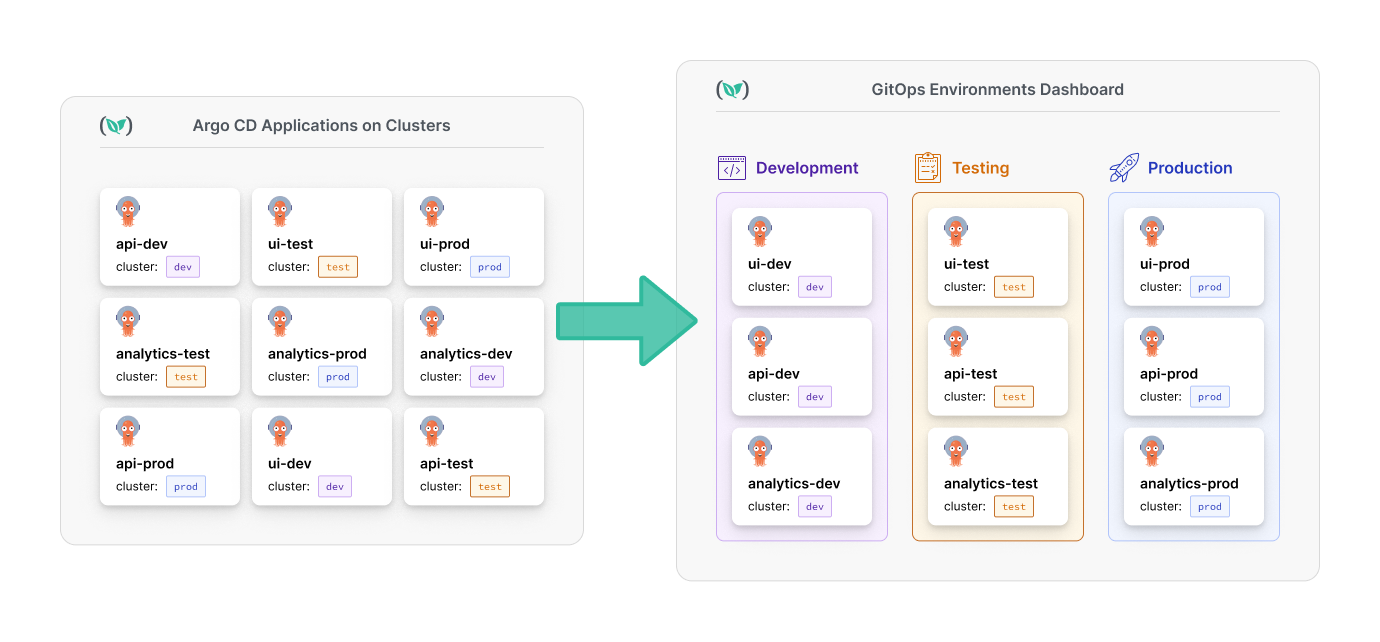 Argo CD Applications on Clusters
api-dev
cluster: dev
ui-test
cluster: test
ui-prod
cluster: prod
analytics-test
cluster: test
analytics-prod
cluster: prod
analytics-dev
cluster: dev
api-prod
cluster: prod
ui-dev
cluster: dev
api-test
cluster: test
GitOps Environments Dashboard
Development
ui-dev
cluster: dev
api-dev
cluster: dev
analytics-dev
cluster: dev
Testing
ui-test
cluster: test
api-test
cluster: test
analytics-test
cluster: test
Production
ui-prod
cluster: prod
api-prod
cluster: prod
analytics-prod
cluster: prod